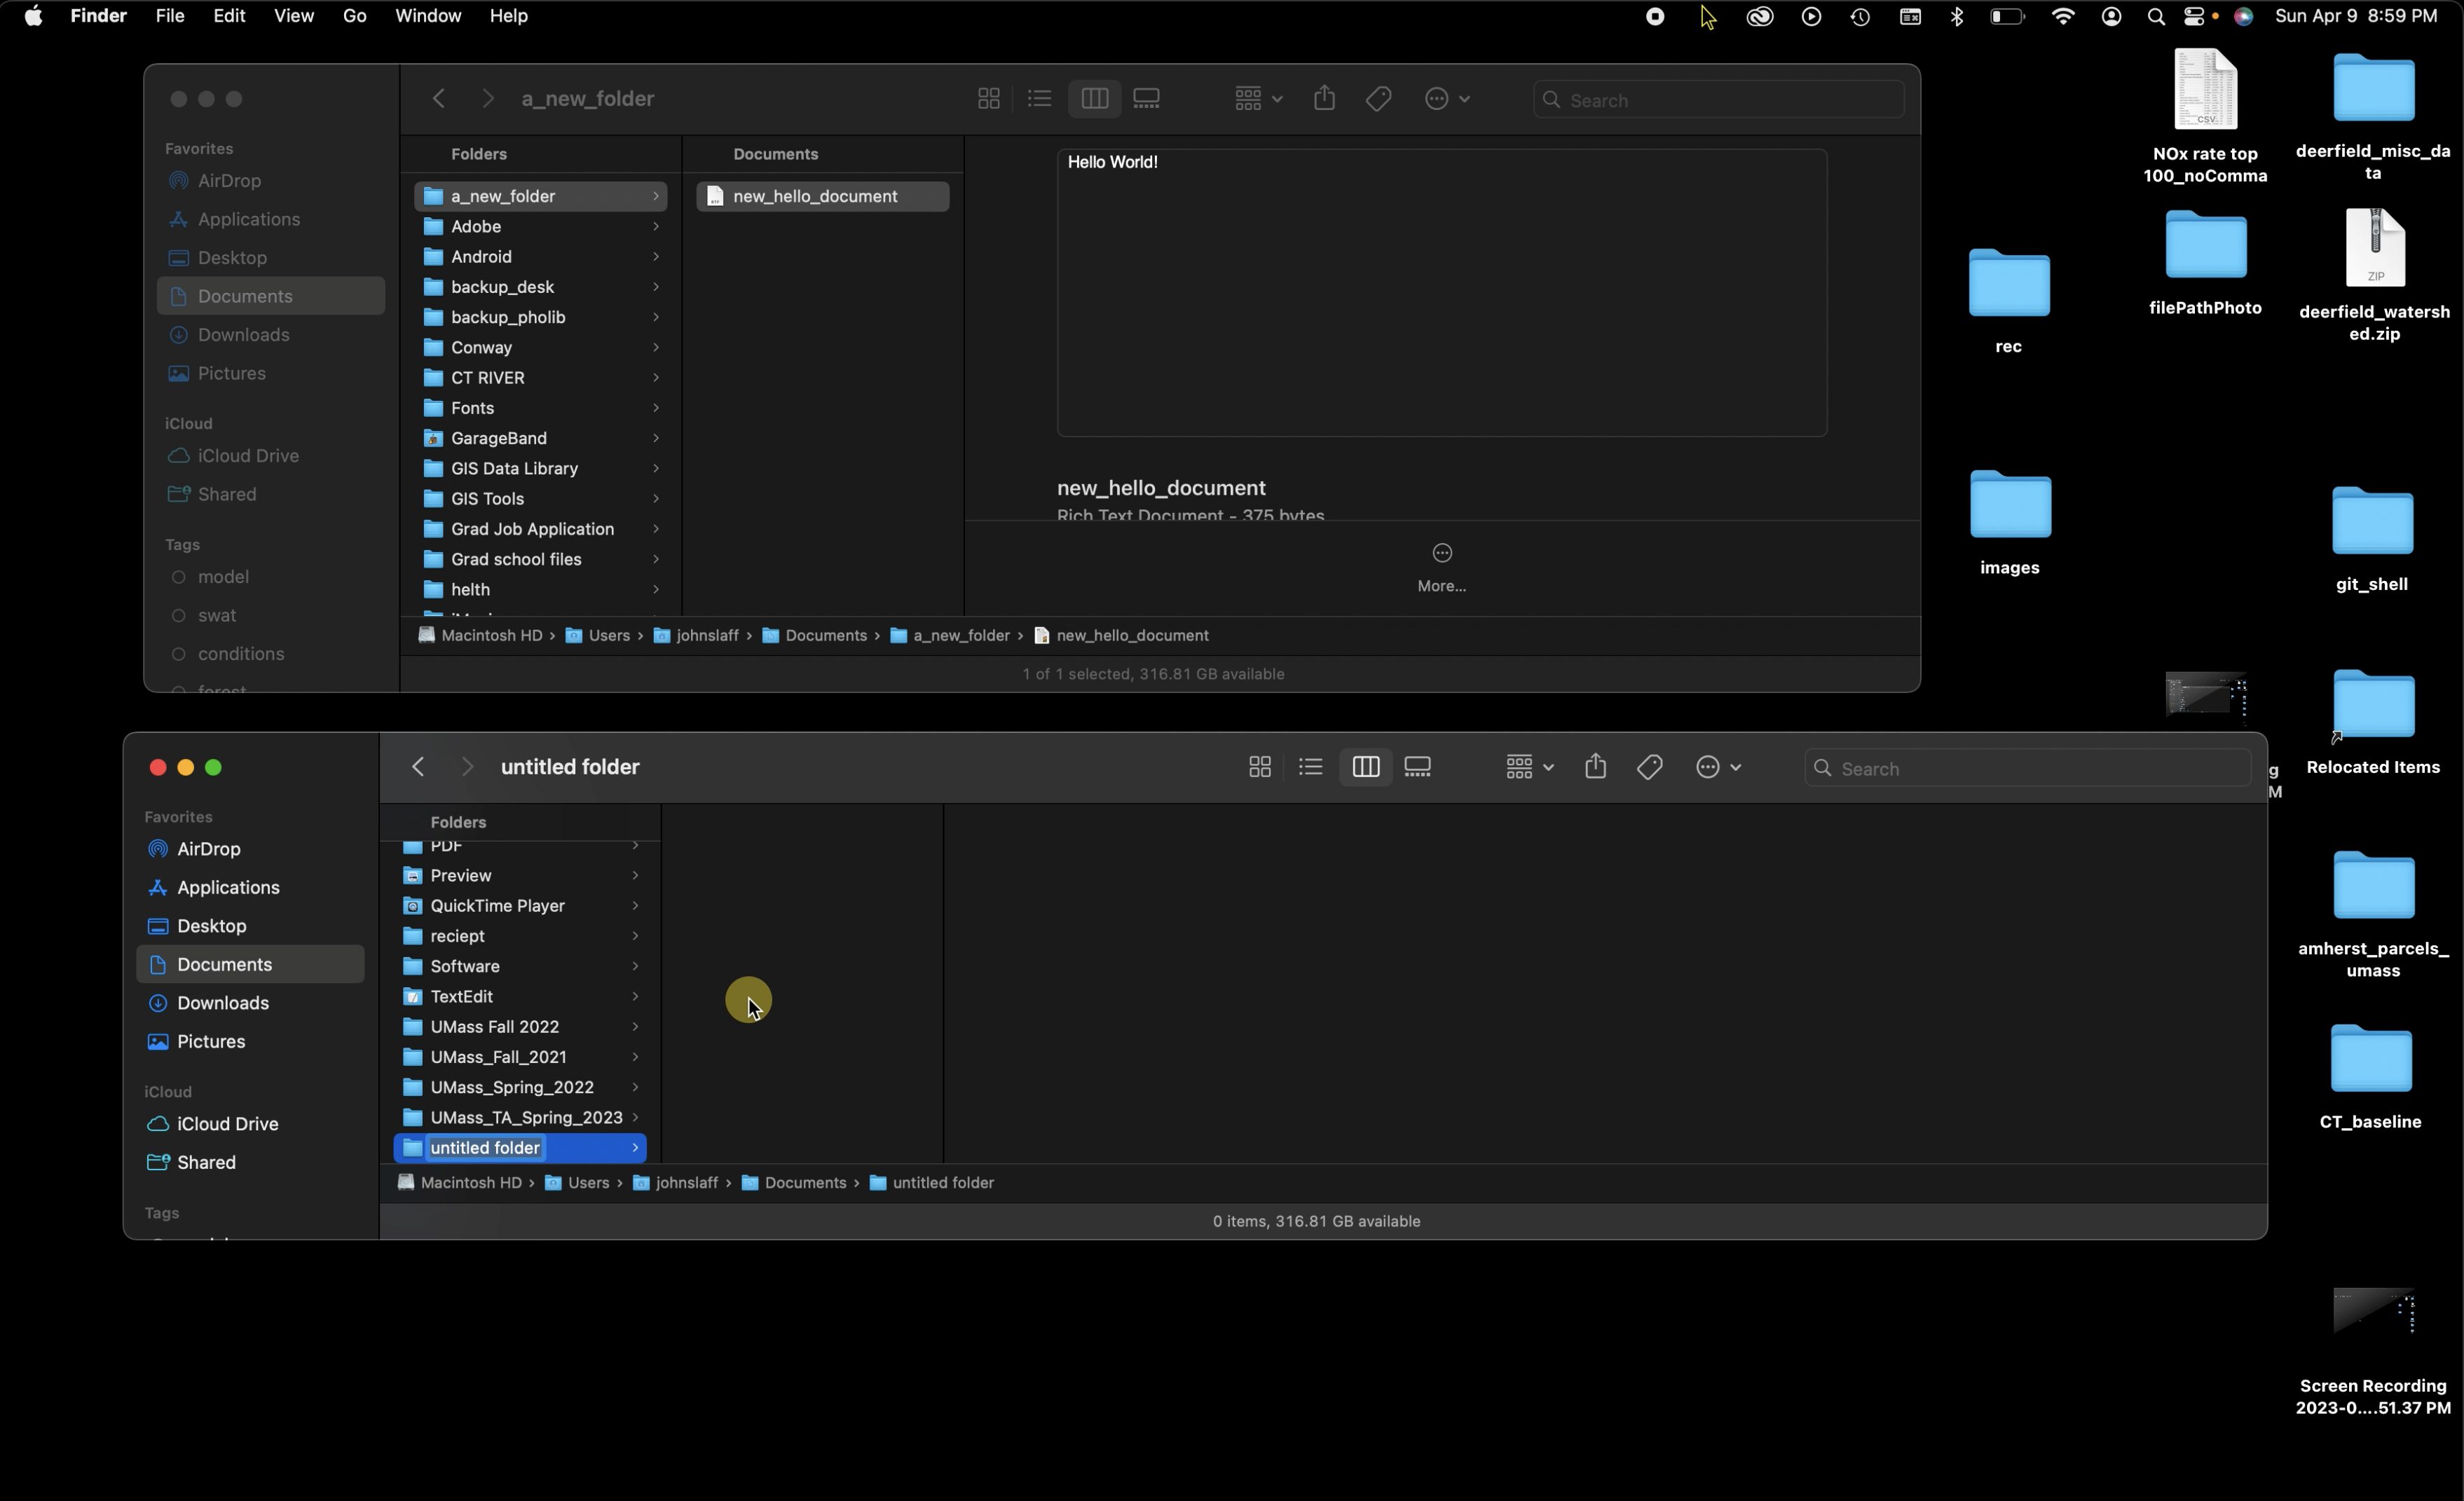 Finder File Edit View Go Window Help Sun Apr 9 8:59 PM
a_new_folder
Search
Favorites
AirDrop
Applications
Desktop
Documents
Downloads
Pictures
iCloud
iCloud Drive
Shared
Tags
model
swat
conditions
forest
Folders
a_new_folder
Adobe
Android
backup_desk
backup_pholib
Conway
CT RIVER
Fonts
GarageBand
GIS Data Library
GIS Tools
Grad Job Application
Grad school files
helth
Documents
new_hello_document
Hello World!
new_hello_document
Rich Text Document - 375 bytes
More...
Macintosh HD › Users › johnslaff › Documents › a_new_folder › new_hello_document
1 of 1 selected, 316.81 GB available
untitled folder
Search
Favorites
AirDrop
Applications
Desktop
Documents
Downloads
Pictures
iCloud
iCloud Drive
Shared
Tags
Folders
PDF
Preview
QuickTime Player
reciept
Software
TextEdit
UMass Fall 2022
UMass_Fall_2021
UMass_Spring_2022
UMass_TA_Spring_2023
untitled folder
Macintosh HD › Users › johnslaff › Documents › untitled folder
0 items, 316.81 GB available
CSV
NOx rate top
100_noComma
deerfield_misc_da
ta
filePathPhoto
ZIP
deerfield_watersh
ed.zip
rec
images
git_shell
g
M
Relocated Items
amherst_parcels_
umass
CT_baseline
Screen Recording
2023-0....51.37 PM